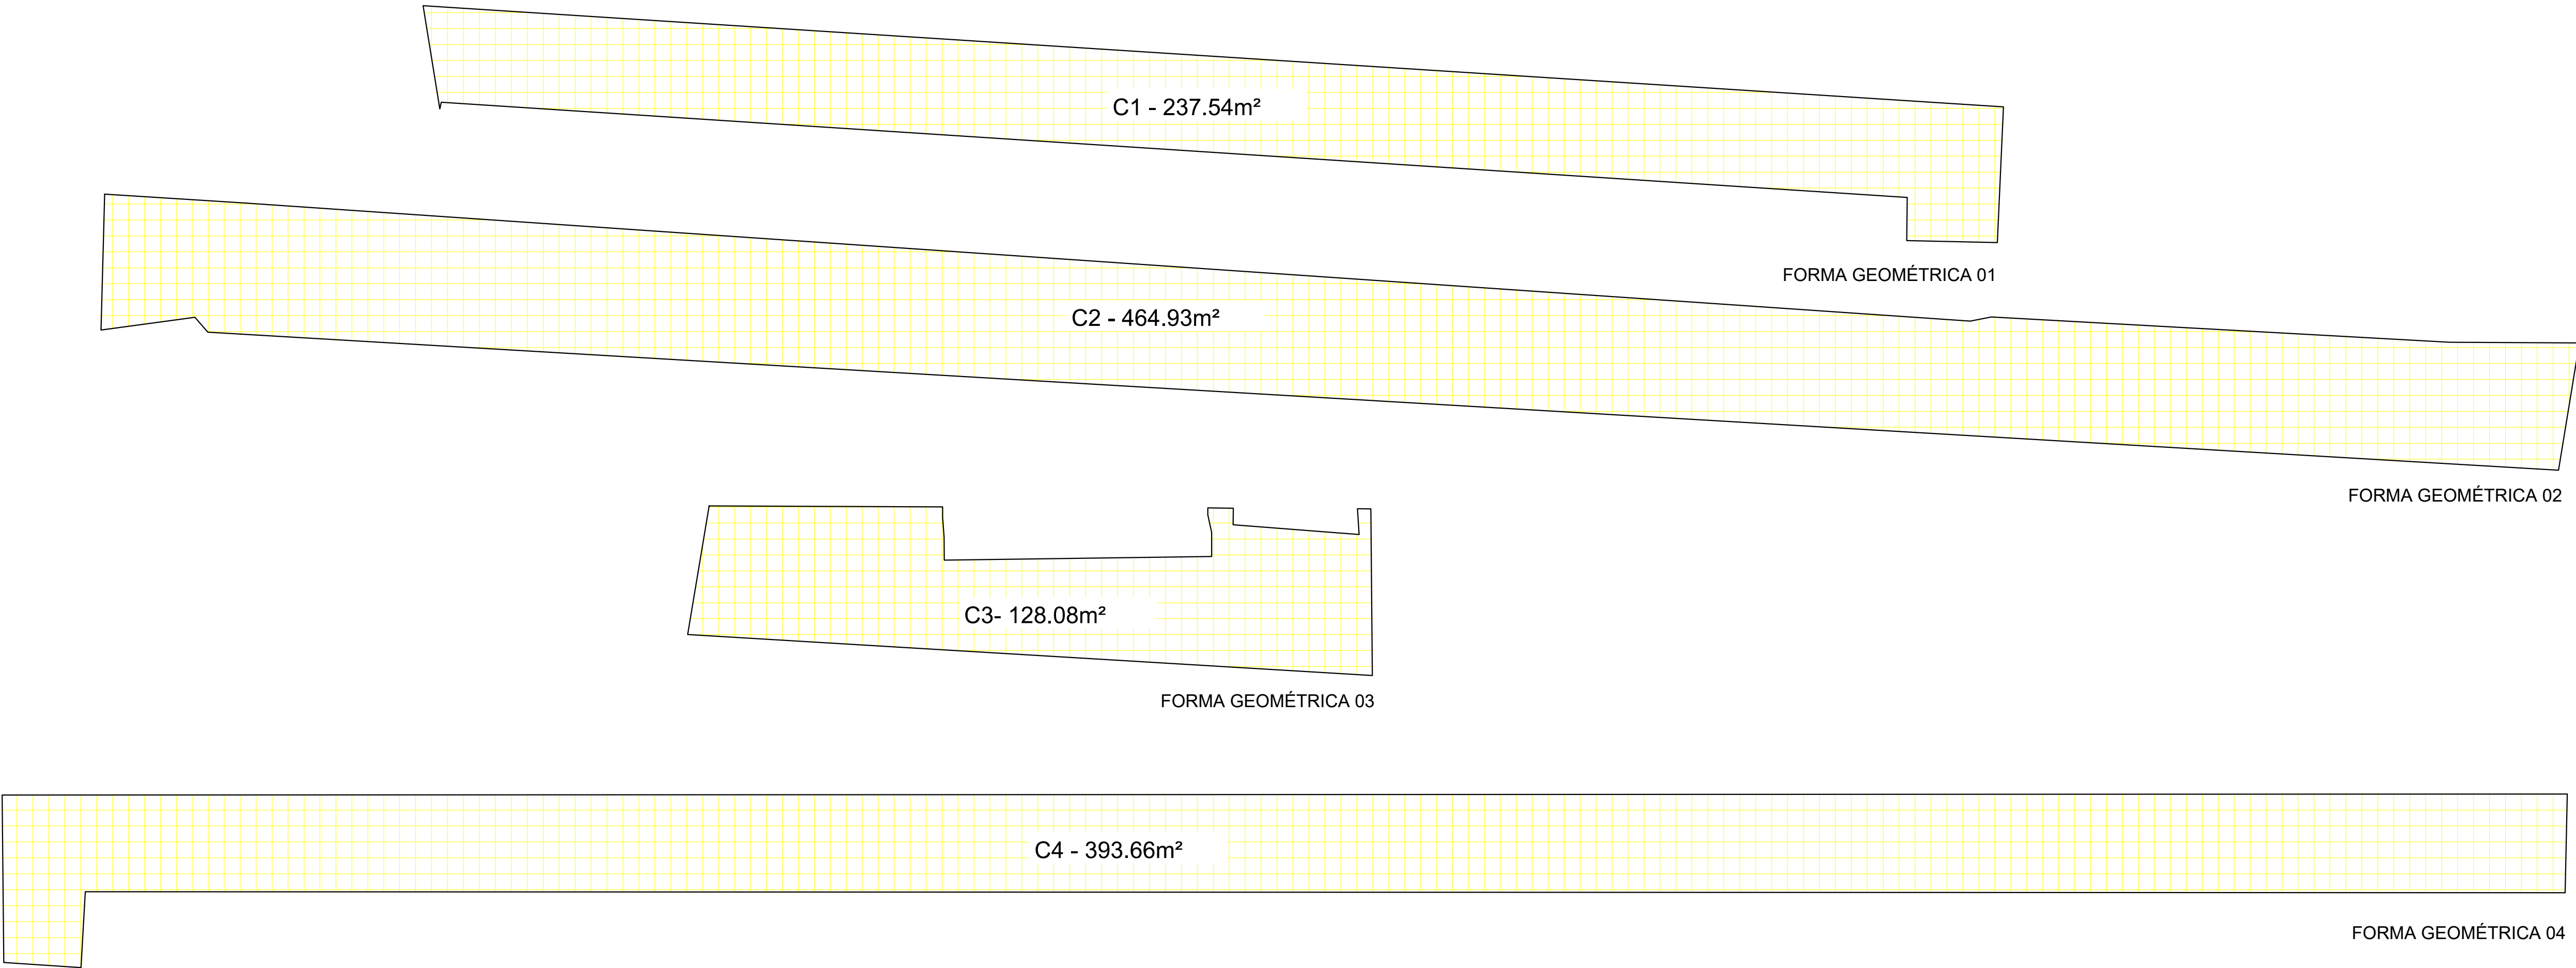 C1 - 237.54m²
FORMA GEOMÉTRICA 01
C2 - 464.93m²
FORMA GEOMÉTRICA 02
C3- 128.08m²
FORMA GEOMÉTRICA 03
C4 - 393.66m²
FORMA GEOMÉTRICA 04